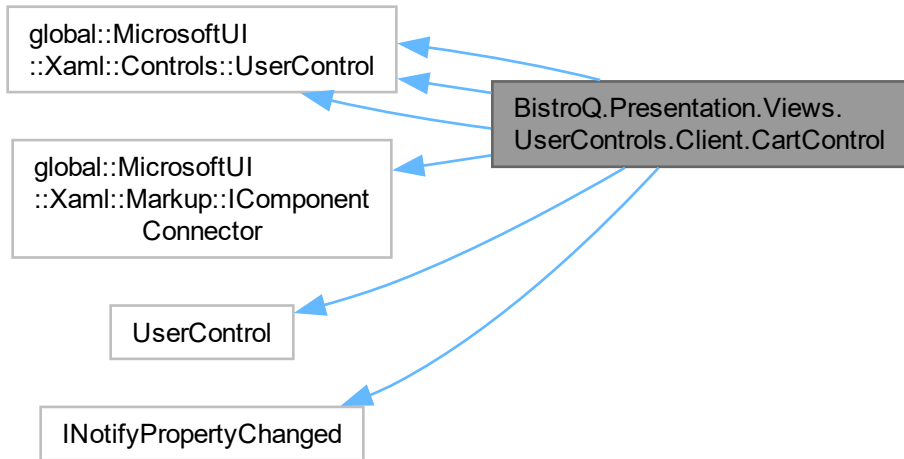 global::MicrosoftUI
::Xaml::Controls::UserControl
BistroQ.Presentation.Views.
UserControls.Client.CartControl
global::MicrosoftUI
::Xaml::Markup::IComponent
Connector
UserControl
INotifyPropertyChanged